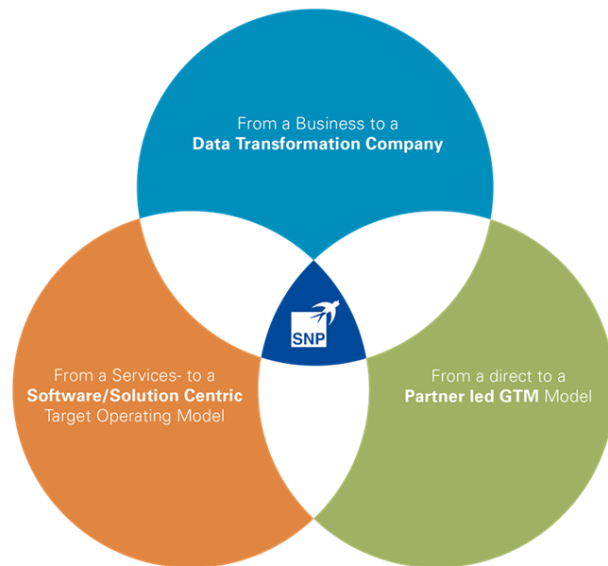 From a Business to a
Data Transformation Company
SNP
From a Services- to a
Software/Solution Centric
Target Operating Model
From a direct to a
Partner led GTM Model